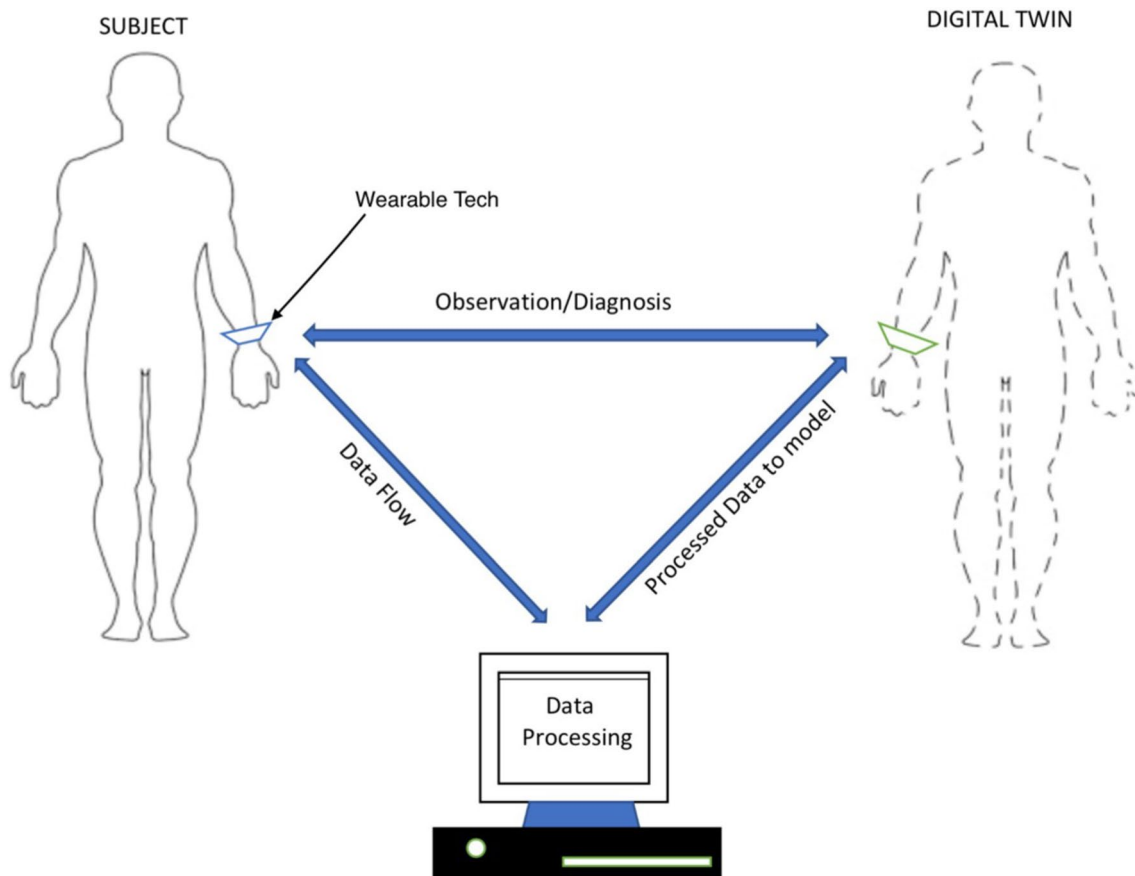 SUBJECT
DIGITAL TWIN
Wearable Tech
Observation/Diagnosis
Data Flow
Processed Data to model
Data
Processing